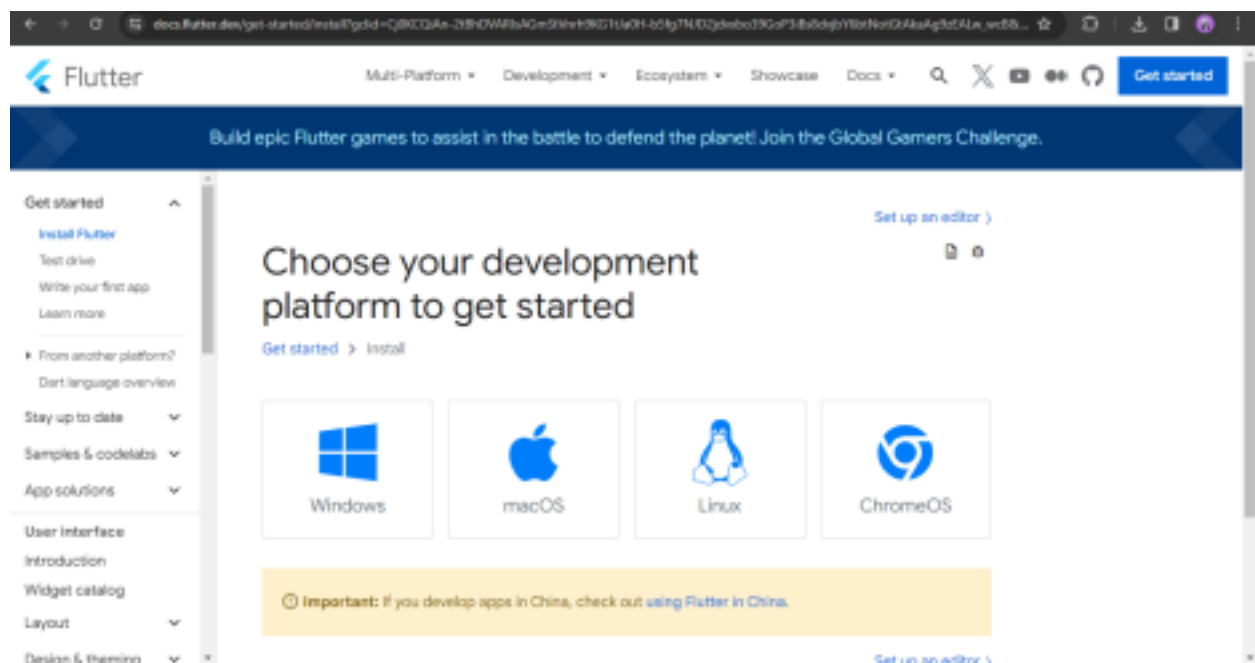 docs.flutter.dev/get-started/install?gclid=
Flutter
Multi-Platform Development Ecosystem Showcase Docs Get started
Build epic Flutter games to assist in the battle to defend the planet! Join the Global Gamers Challenge.
Get started
Install Flutter
Test drive
Write your first app
Learn more
From another platform?
Dart language overview
Stay up to date
Samples & codelabs
App solutions
User interface
Introduction
Widget catalog
Layout
Design & theming
Set up an editor
Choose your development
platform to get started
Get started > Install
Windows macOS Linux ChromeOS
Important: If you develop apps in China, check out using Flutter in China.
Set up an editor